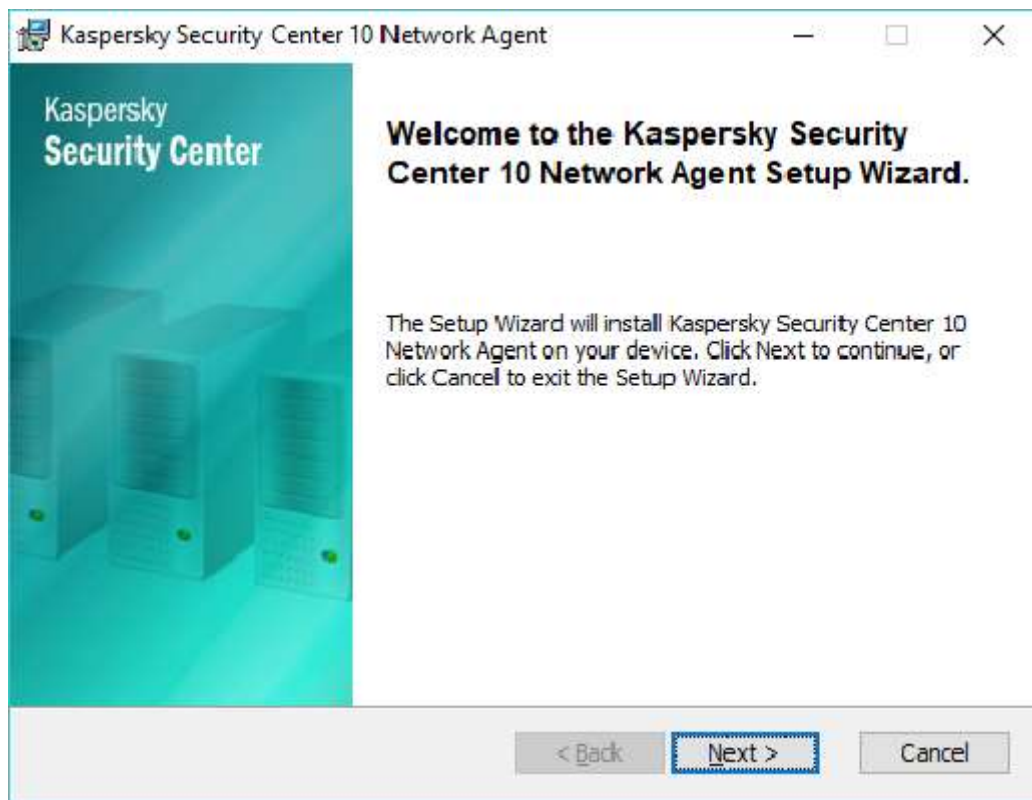 Kaspersky Security Center 10 Network Agent
Kaspersky
Security Center
Welcome to the Kaspersky Security
Center 10 Network Agent Setup Wizard.
The Setup Wizard will install Kaspersky Security Center 10
Network Agent on your device. Click Next to continue, or
click Cancel to exit the Setup Wizard.
< Back Next > Cancel